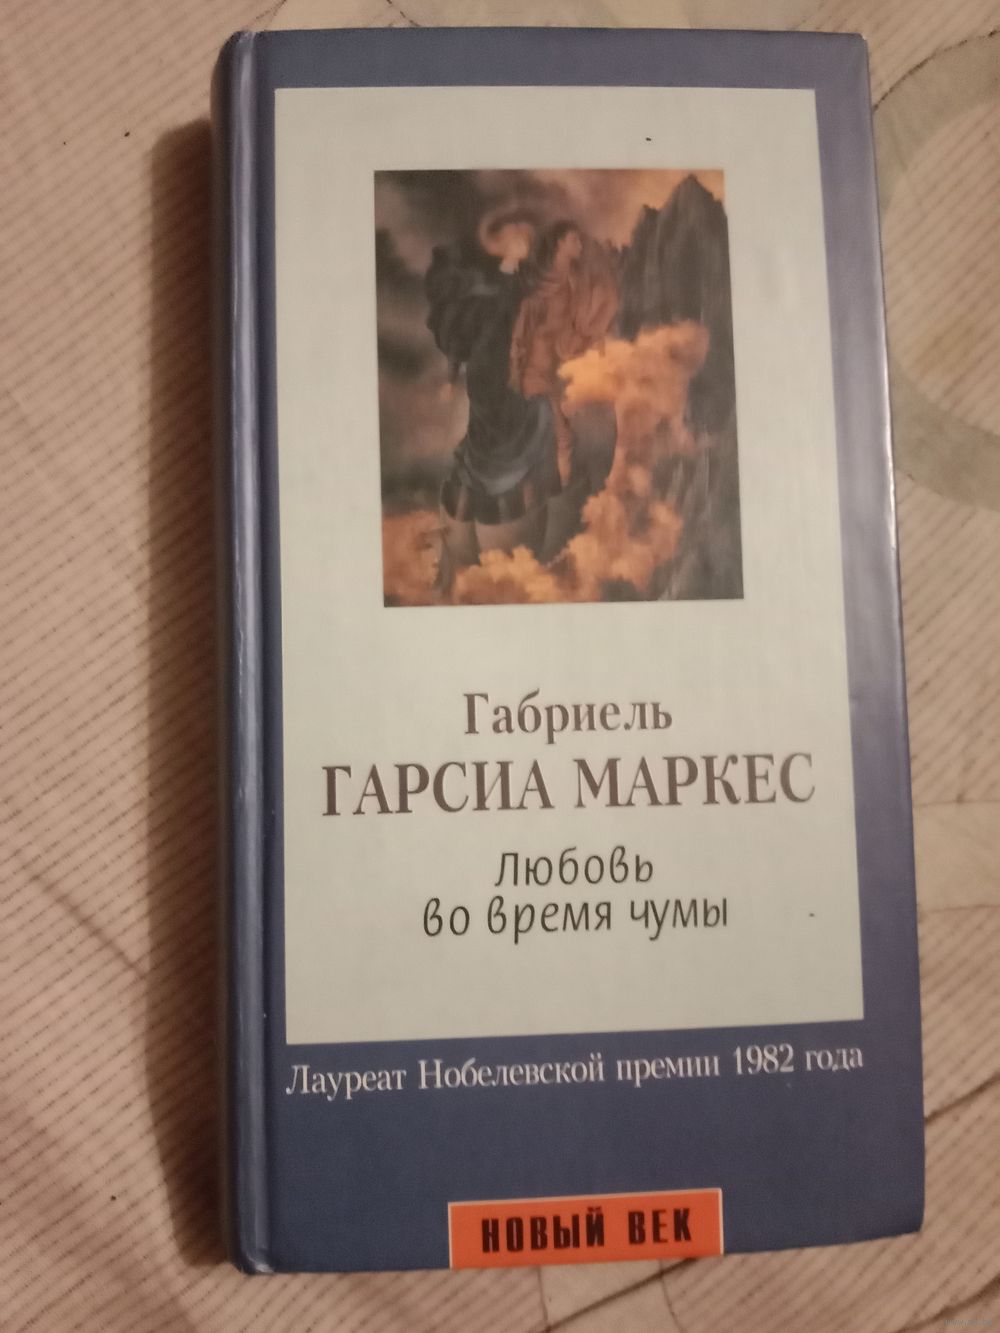 Габриель
ГАРСИА МАРКЕС
Любовь
во время чумы
Лауреат Нобелевской премии 1982 года
НОВЫЙ ВЕК